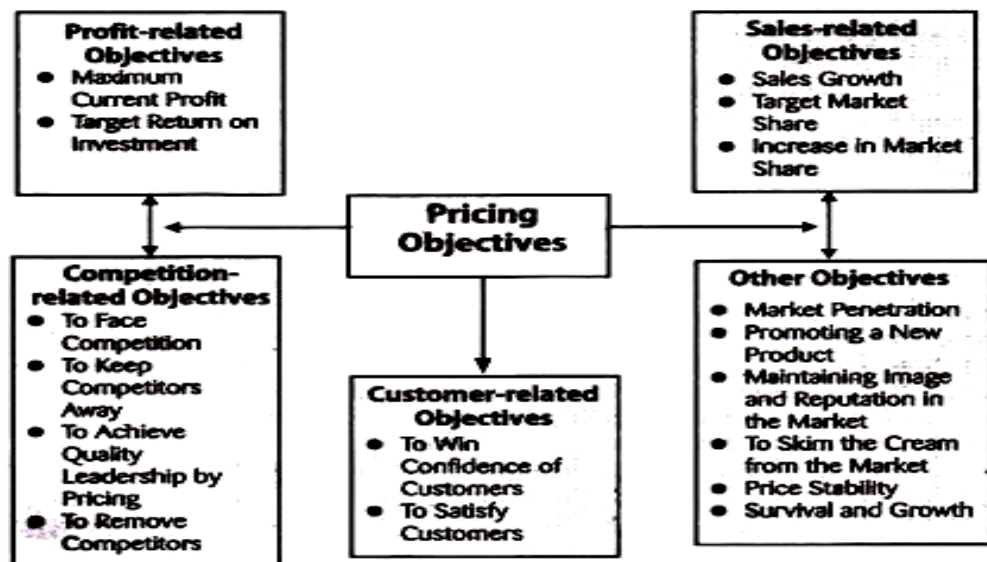 Profit-related
Objectives
● Maximum
Current Profit
● Target Return on
Investment
Sales-related
Objectives
● Sales Growth
● Target Market
Share
● Increase in Market
Share
Pricing
Objectives
Competition-
related Objectives
● To Face
Competition
● To Keep
Competitors
Away
● To Achieve
Quality
Leadership by
Pricing
● To Remove
Competitors
Customer-related
Objectives
● To Win
Confidence of
Customers
● To Satisfy
Customers
Other Objectives
● Market Penetration
● Promoting a New
Product
● Maintaining Image
and Reputation in
the Market
● To Skim the Cream
from the Market
● Price Stability
● Survival and Growth